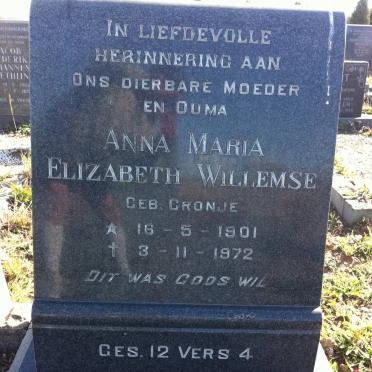 IN LIEFDEVOLLE
HERINNERING AAN
ONS DIERBARE MOEDER
EN OUMA
ANNA MARIA
ELIZABETH WILLEMSE
GEB. CRONJE
★ 16-5-1901
† 3-11-1972
DIT WAS GODS WIL
GES. 12 VERS 4